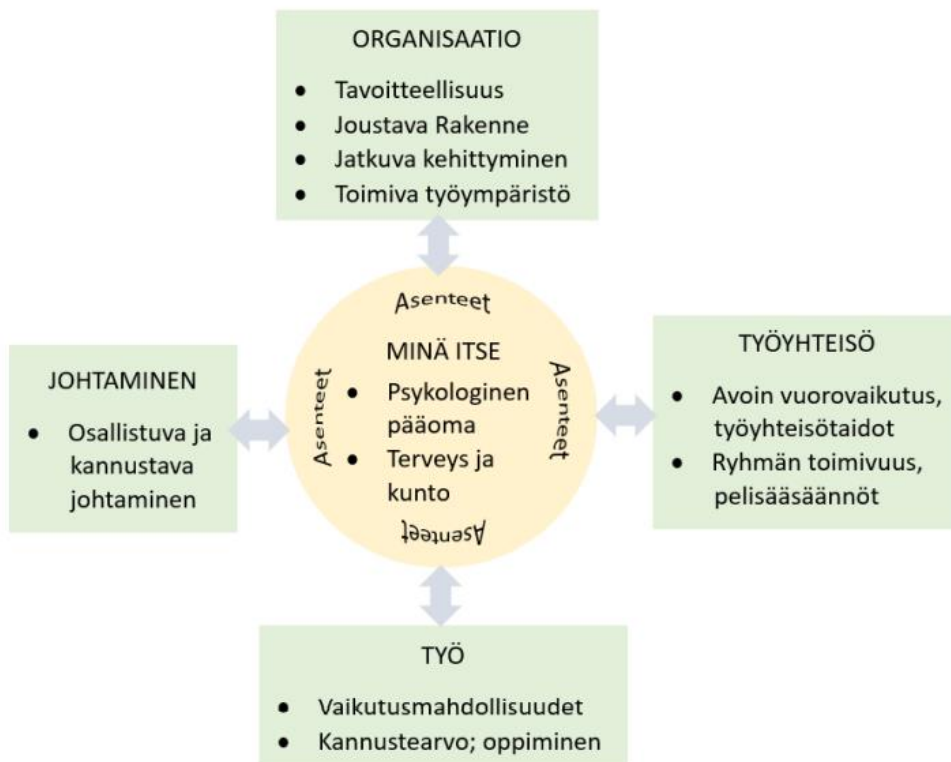 ORGANISAATIO
• Tavoitteellisuus
• Joustava Rakenne
• Jatkuva kehittyminen
• Toimiva työympäristö
Asenteet
MINÄ ITSE
• Psykologinen
pääoma
• Terveys ja
kunto
Asenteet
Asenteet
Asenteet
JOHTAMINEN
• Osallistuva ja
kannustava
johtaminen
TYÖYHTEISÖ
• Avoin vuorovaikutus,
työyhteisötaidot
• Ryhmän toimivuus,
pelisääsäännöt
TYÖ
• Vaikutusmahdollisuudet
• Kannustearvo; oppiminen